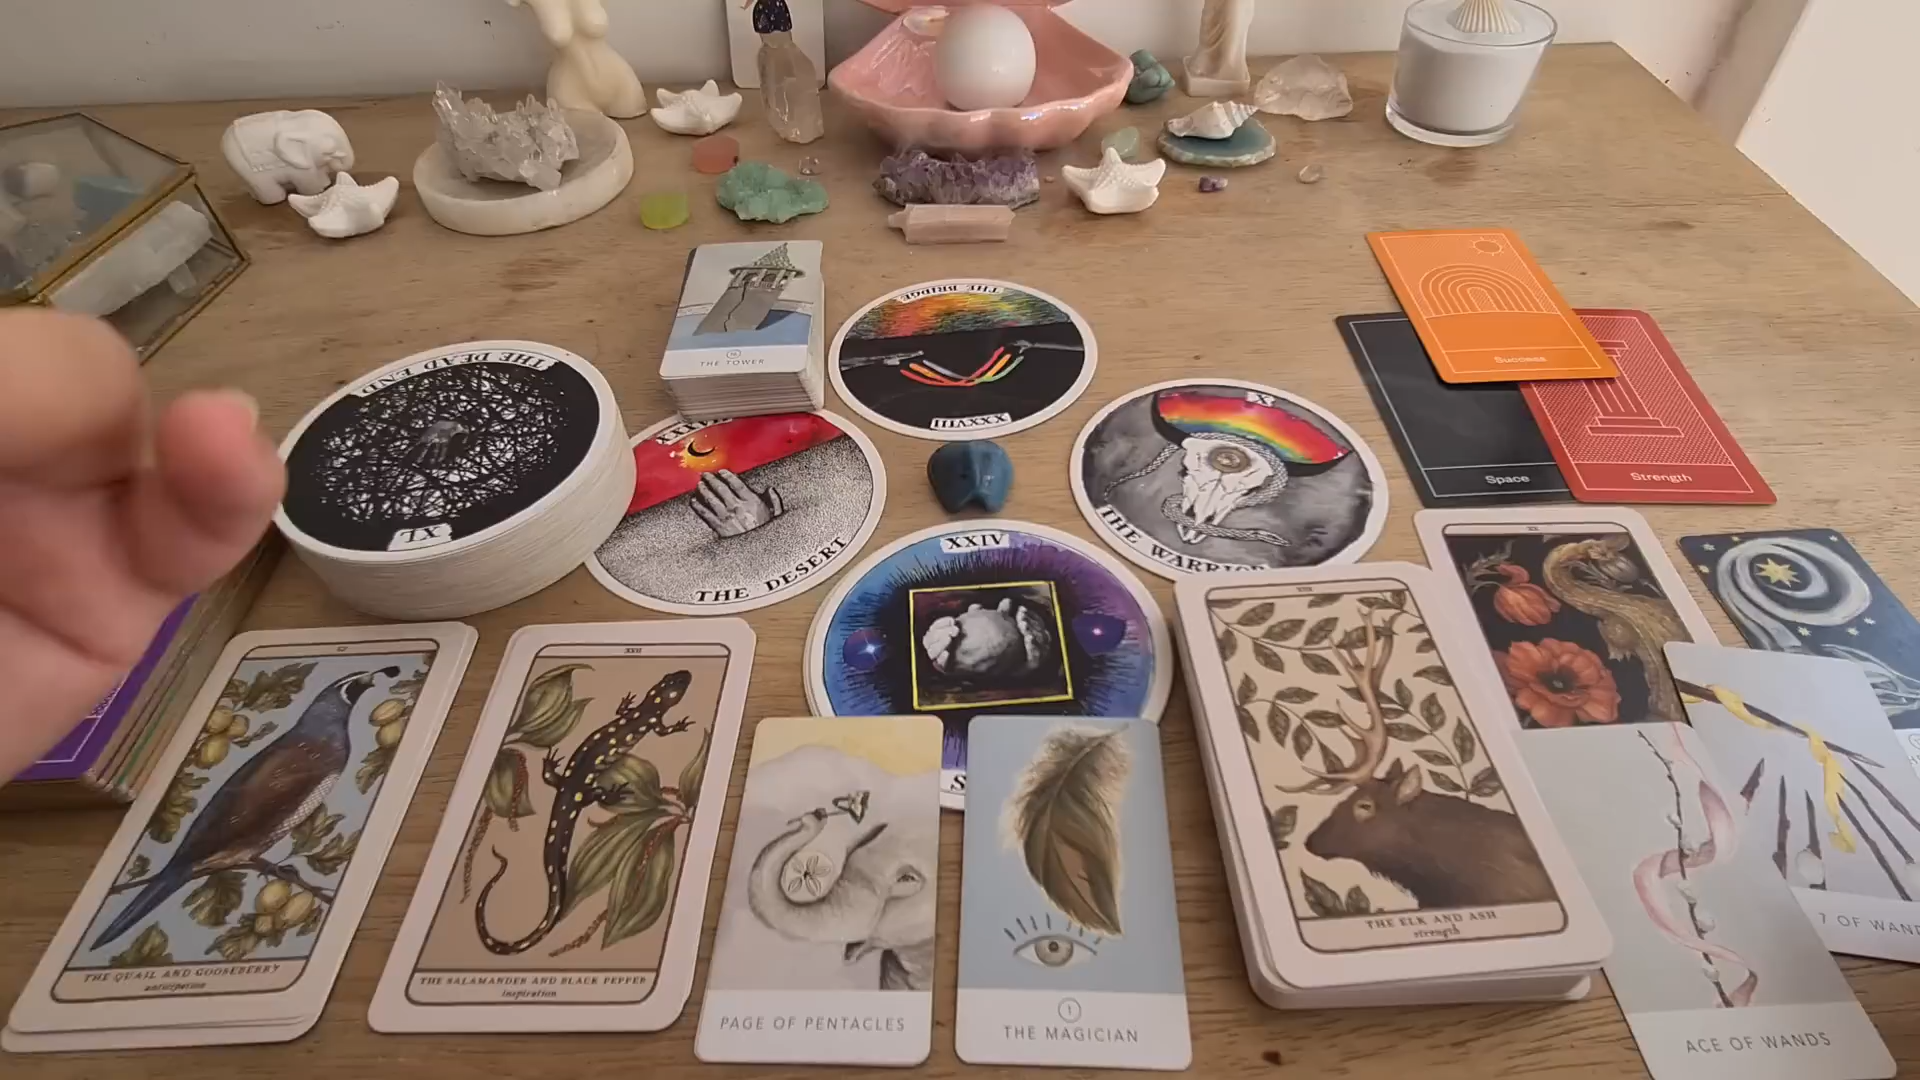 THE BRIDGE
XXXVIII
16
THE TOWER
THE DEAD END
XL
THE DESERT
X
THE WARRIOR
Success
Space
Strength
XXIV
S
THE QUAIL AND GOOSEBERRY
anticipation
THE SALAMANDER AND BLACK PEPPER
inspiration
PAGE OF PENTACLES
I
THE MAGICIAN
THE ELK AND ASH
strength
7 OF WAND
ACE OF WANDS